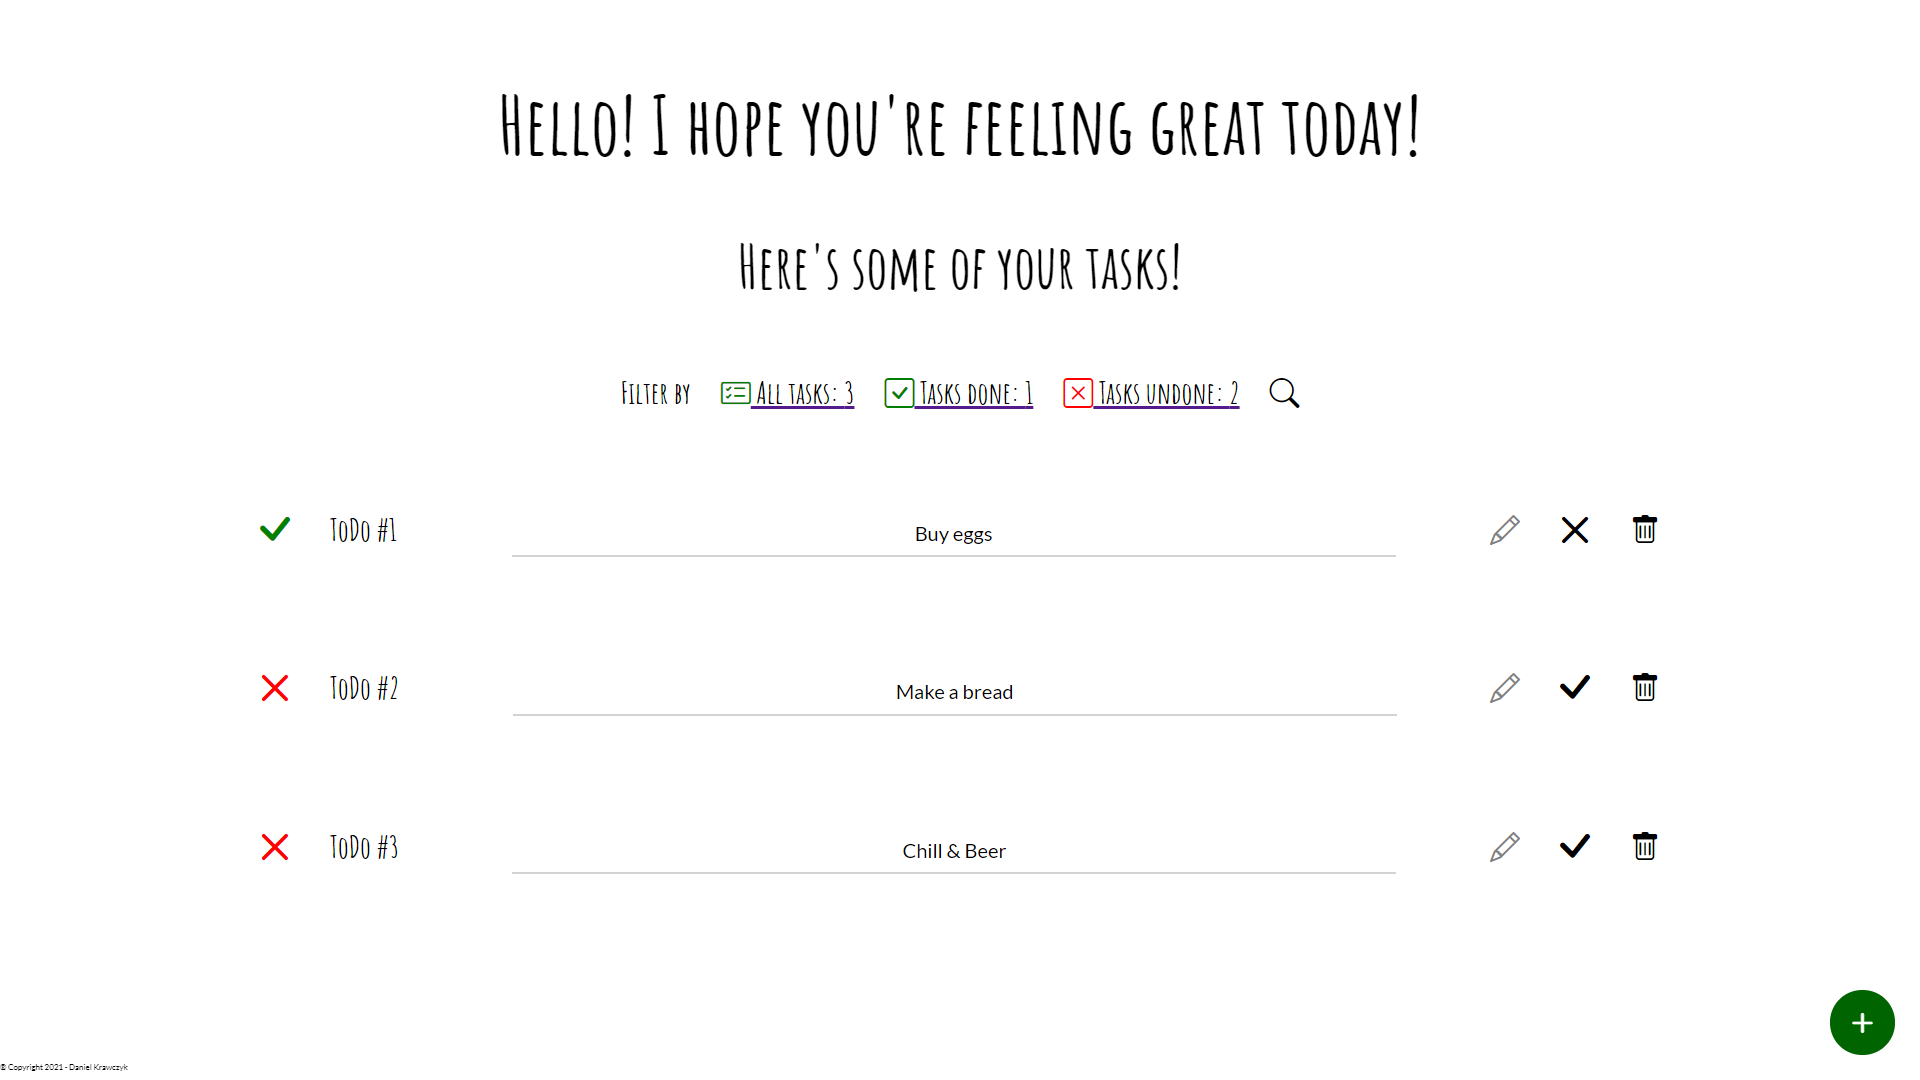 Hello! I hope you're feeling great today!
Here's some of your tasks!
Filter by All tasks: 3 Tasks done: 1 Tasks undone: 2
ToDo #1 Buy eggs
ToDo #2 Make a bread
ToDo #3 Chill & Beer
© Copyright 2021 - Daniel Krawczyk